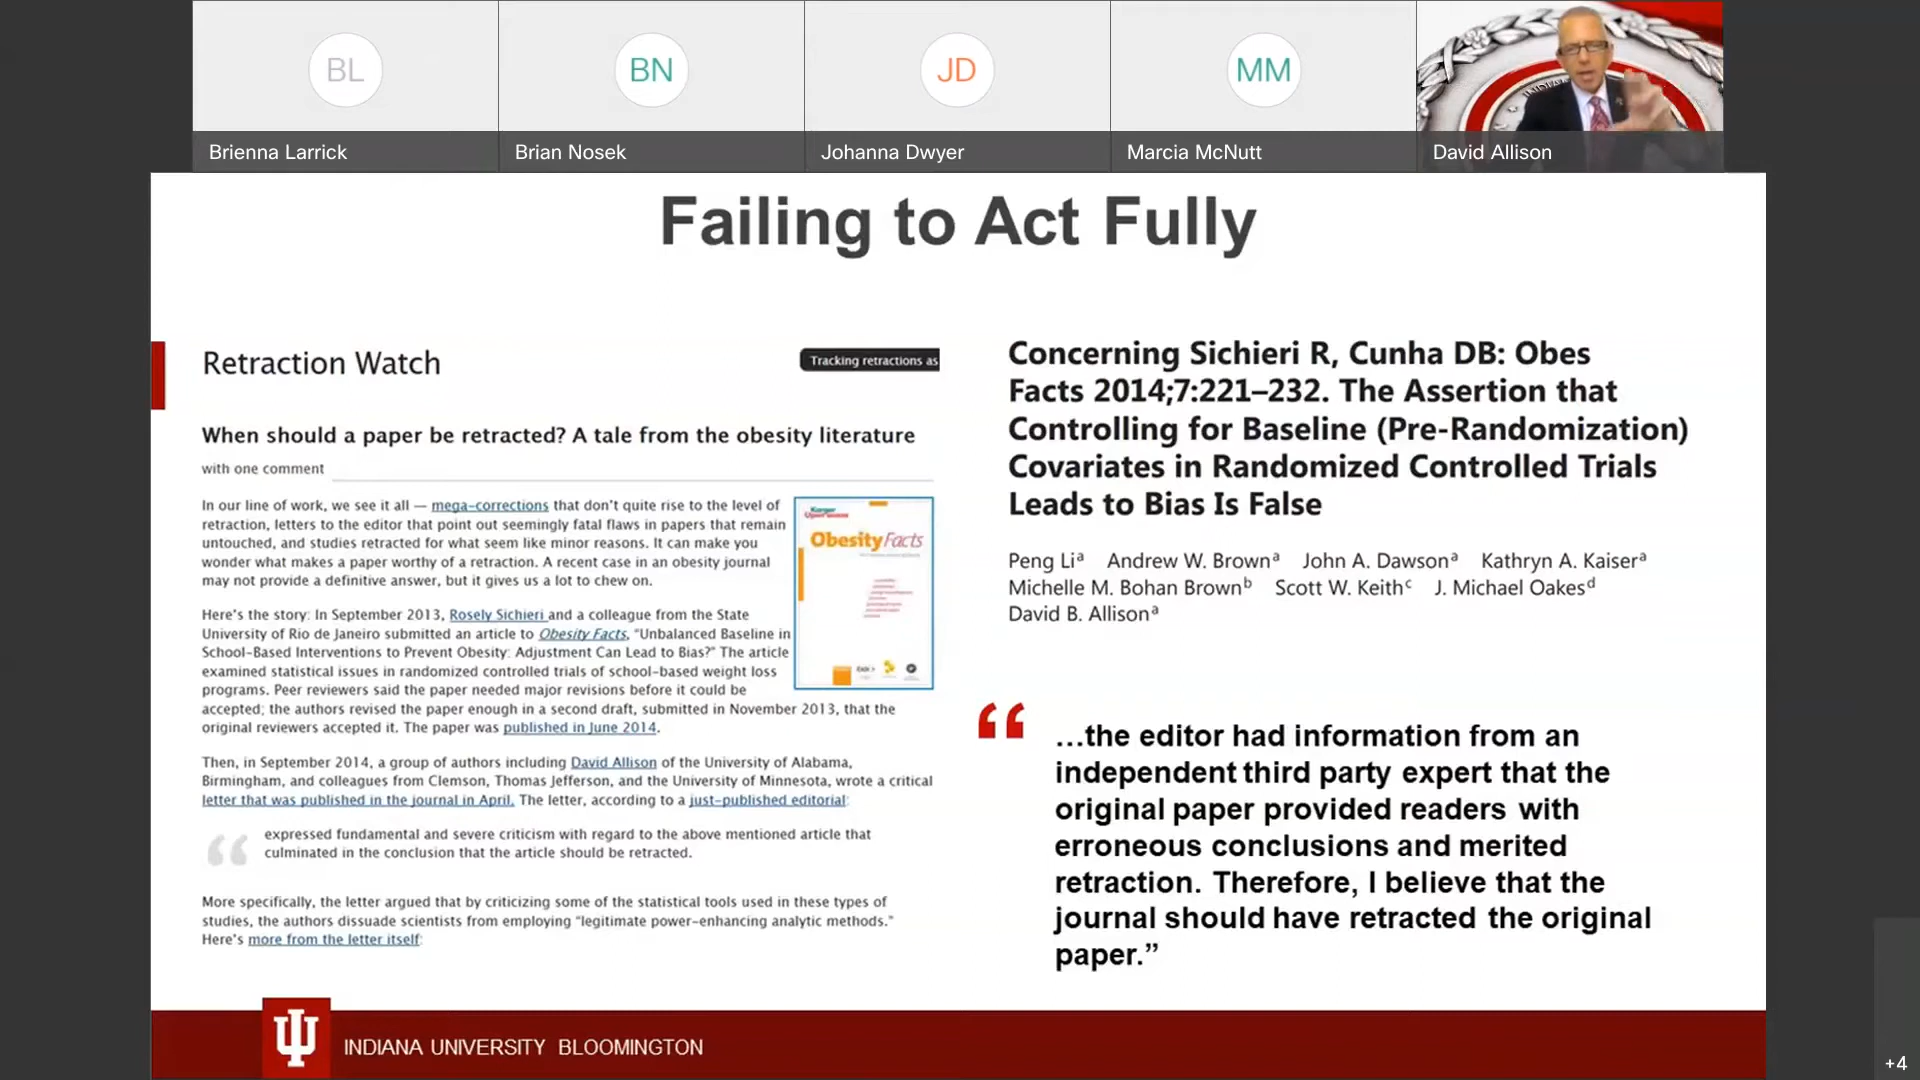 BL
BN
JD
MM
Brienna Larrick
Brian Nosek
Johanna Dwyer
Marcia McNutt
David Allison
Failing to Act Fully
Retraction Watch
Tracking retractions as
When should a paper be retracted? A tale from the obesity literature
with one comment
In our line of work, we see it all — mega-corrections that don't quite rise to the level of
retraction, letters to the editor that point out seemingly fatal flaws in papers that remain
untouched, and studies retracted for what seem like minor reasons. It can make you
wonder what makes a paper worthy of a retraction. A recent case in an obesity journal
may not provide a definitive answer, but it gives us a lot to chew on.
Obesity Facts
Here's the story: In September 2013, Rosely Sichieri and a colleague from the State
University of Rio de Janeiro submitted an article to Obesity Facts, "Unbalanced Baseline in
School-Based Interventions to Prevent Obesity: Adjustment Can Lead to Bias?" The article
examined statistical issues in randomized controlled trials of school-based weight loss
programs. Peer reviewers said the paper needed major revisions before it could be
accepted; the authors revised the paper enough in a second draft, submitted in November 2013, that the
original reviewers accepted it. The paper was published in June 2014.
Then, in September 2014, a group of authors including David Allison of the University of Alabama,
Birmingham, and colleagues from Clemson, Thomas Jefferson, and the University of Minnesota, wrote a critical
letter that was published in the journal in April. The letter, according to a just-published editorial:
expressed fundamental and severe criticism with regard to the above mentioned article that
culminated in the conclusion that the article should be retracted.
More specifically, the letter argued that by criticizing some of the statistical tools used in these types of
studies, the authors dissuade scientists from employing "legitimate power-enhancing analytic methods."
Here's more from the letter itself:
Concerning Sichieri R, Cunha DB: Obes
Facts 2014;7:221–232. The Assertion that
Controlling for Baseline (Pre-Randomization)
Covariates in Randomized Controlled Trials
Leads to Bias Is False
Peng Liᵃ Andrew W. Brownᵃ John A. Dawsonᵃ Kathryn A. Kaiserᵃ
Michelle M. Bohan Brownᵇ Scott W. Keithᶜ J. Michael Oakesᵈ
David B. Allisonᵃ
…the editor had information from an
independent third party expert that the
original paper provided readers with
erroneous conclusions and merited
retraction. Therefore, I believe that the
journal should have retracted the original
paper.”
INDIANA UNIVERSITY BLOOMINGTON
+4